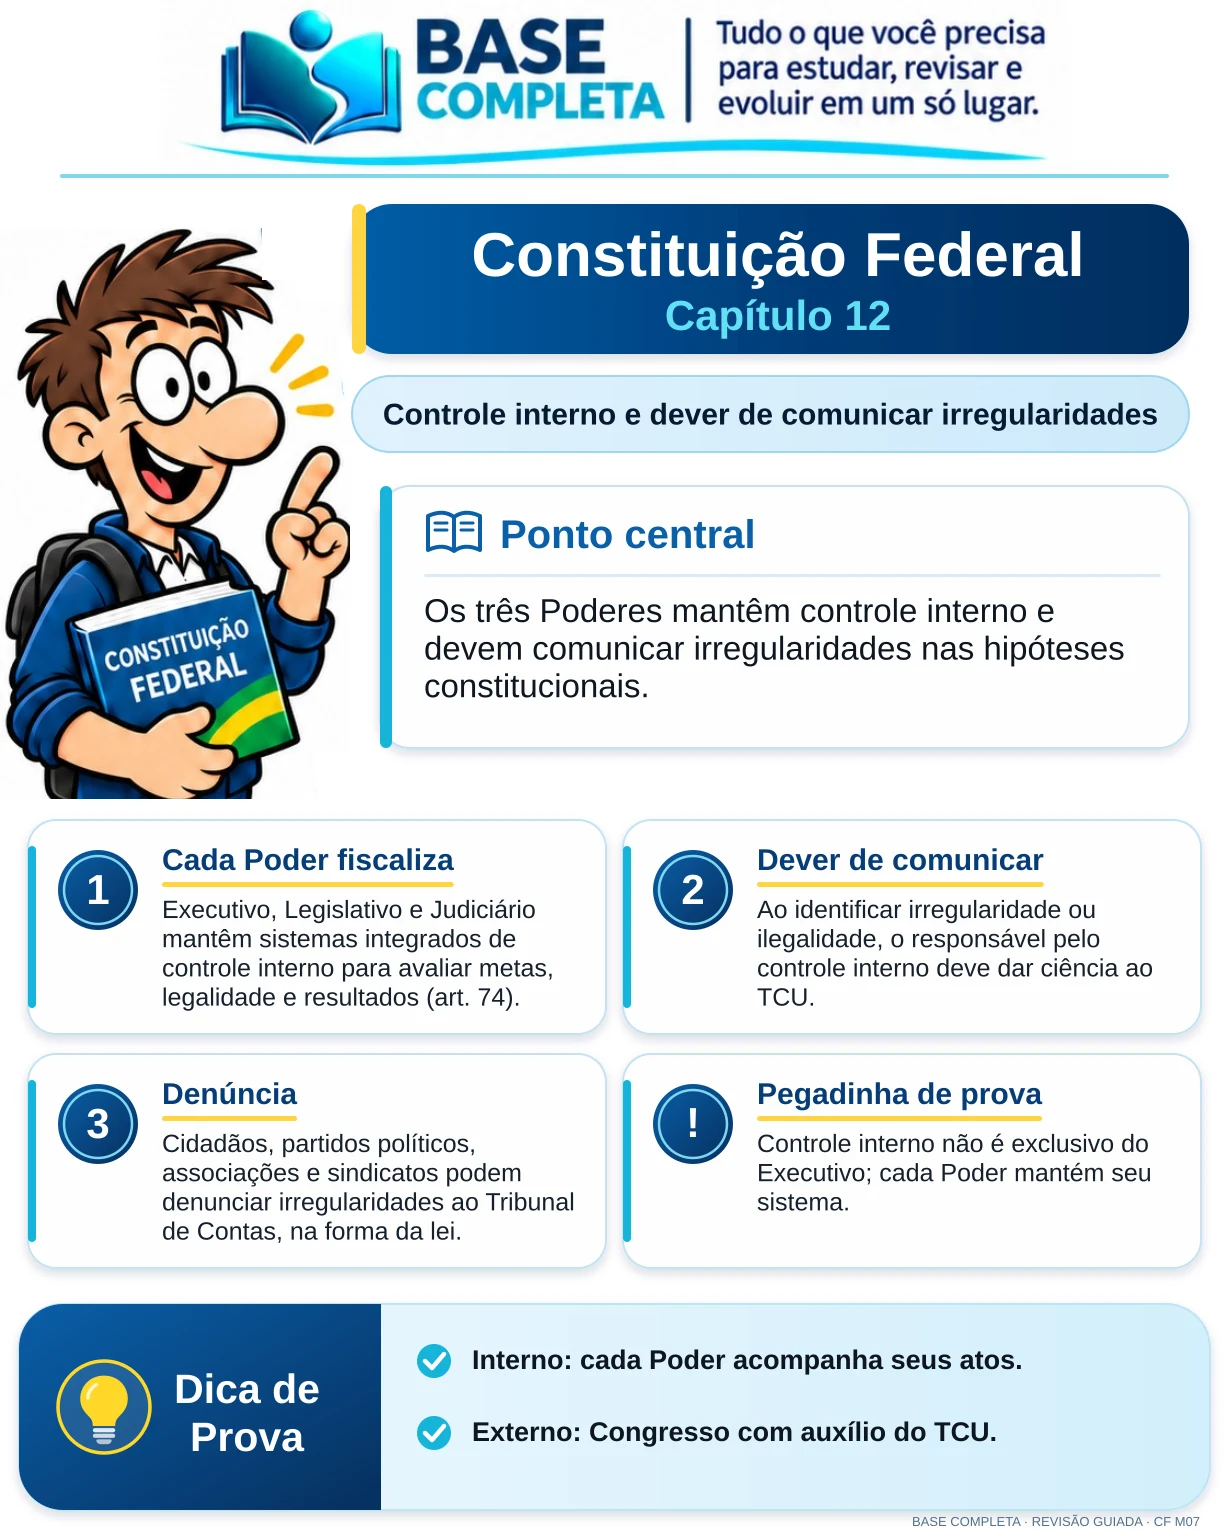 BASE
COMPLETA
Tudo o que você precisa
para estudar, revisar e
evoluir em um só lugar.
Constituição Federal
Capítulo 12
Controle interno e dever de comunicar irregularidades
CONSTITUIÇÃO
FEDERAL
Ponto central
Os três Poderes mantêm controle interno e
devem comunicar irregularidades nas hipóteses
constitucionais.
1
Cada Poder fiscaliza
Executivo, Legislativo e Judiciário
mantêm sistemas integrados de
controle interno para avaliar metas,
legalidade e resultados (art. 74).
2
Dever de comunicar
Ao identificar irregularidade ou
ilegalidade, o responsável pelo
controle interno deve dar ciência ao
TCU.
3
Denúncia
Cidadãos, partidos políticos,
associações e sindicatos podem
denunciar irregularidades ao Tribunal
de Contas, na forma da lei.
!
Pegadinha de prova
Controle interno não é exclusivo do
Executivo; cada Poder mantém seu
sistema.
Dica de
Prova
Interno: cada Poder acompanha seus atos.
Externo: Congresso com auxílio do TCU.
BASE COMPLETA · REVISÃO GUIADA · CF M07